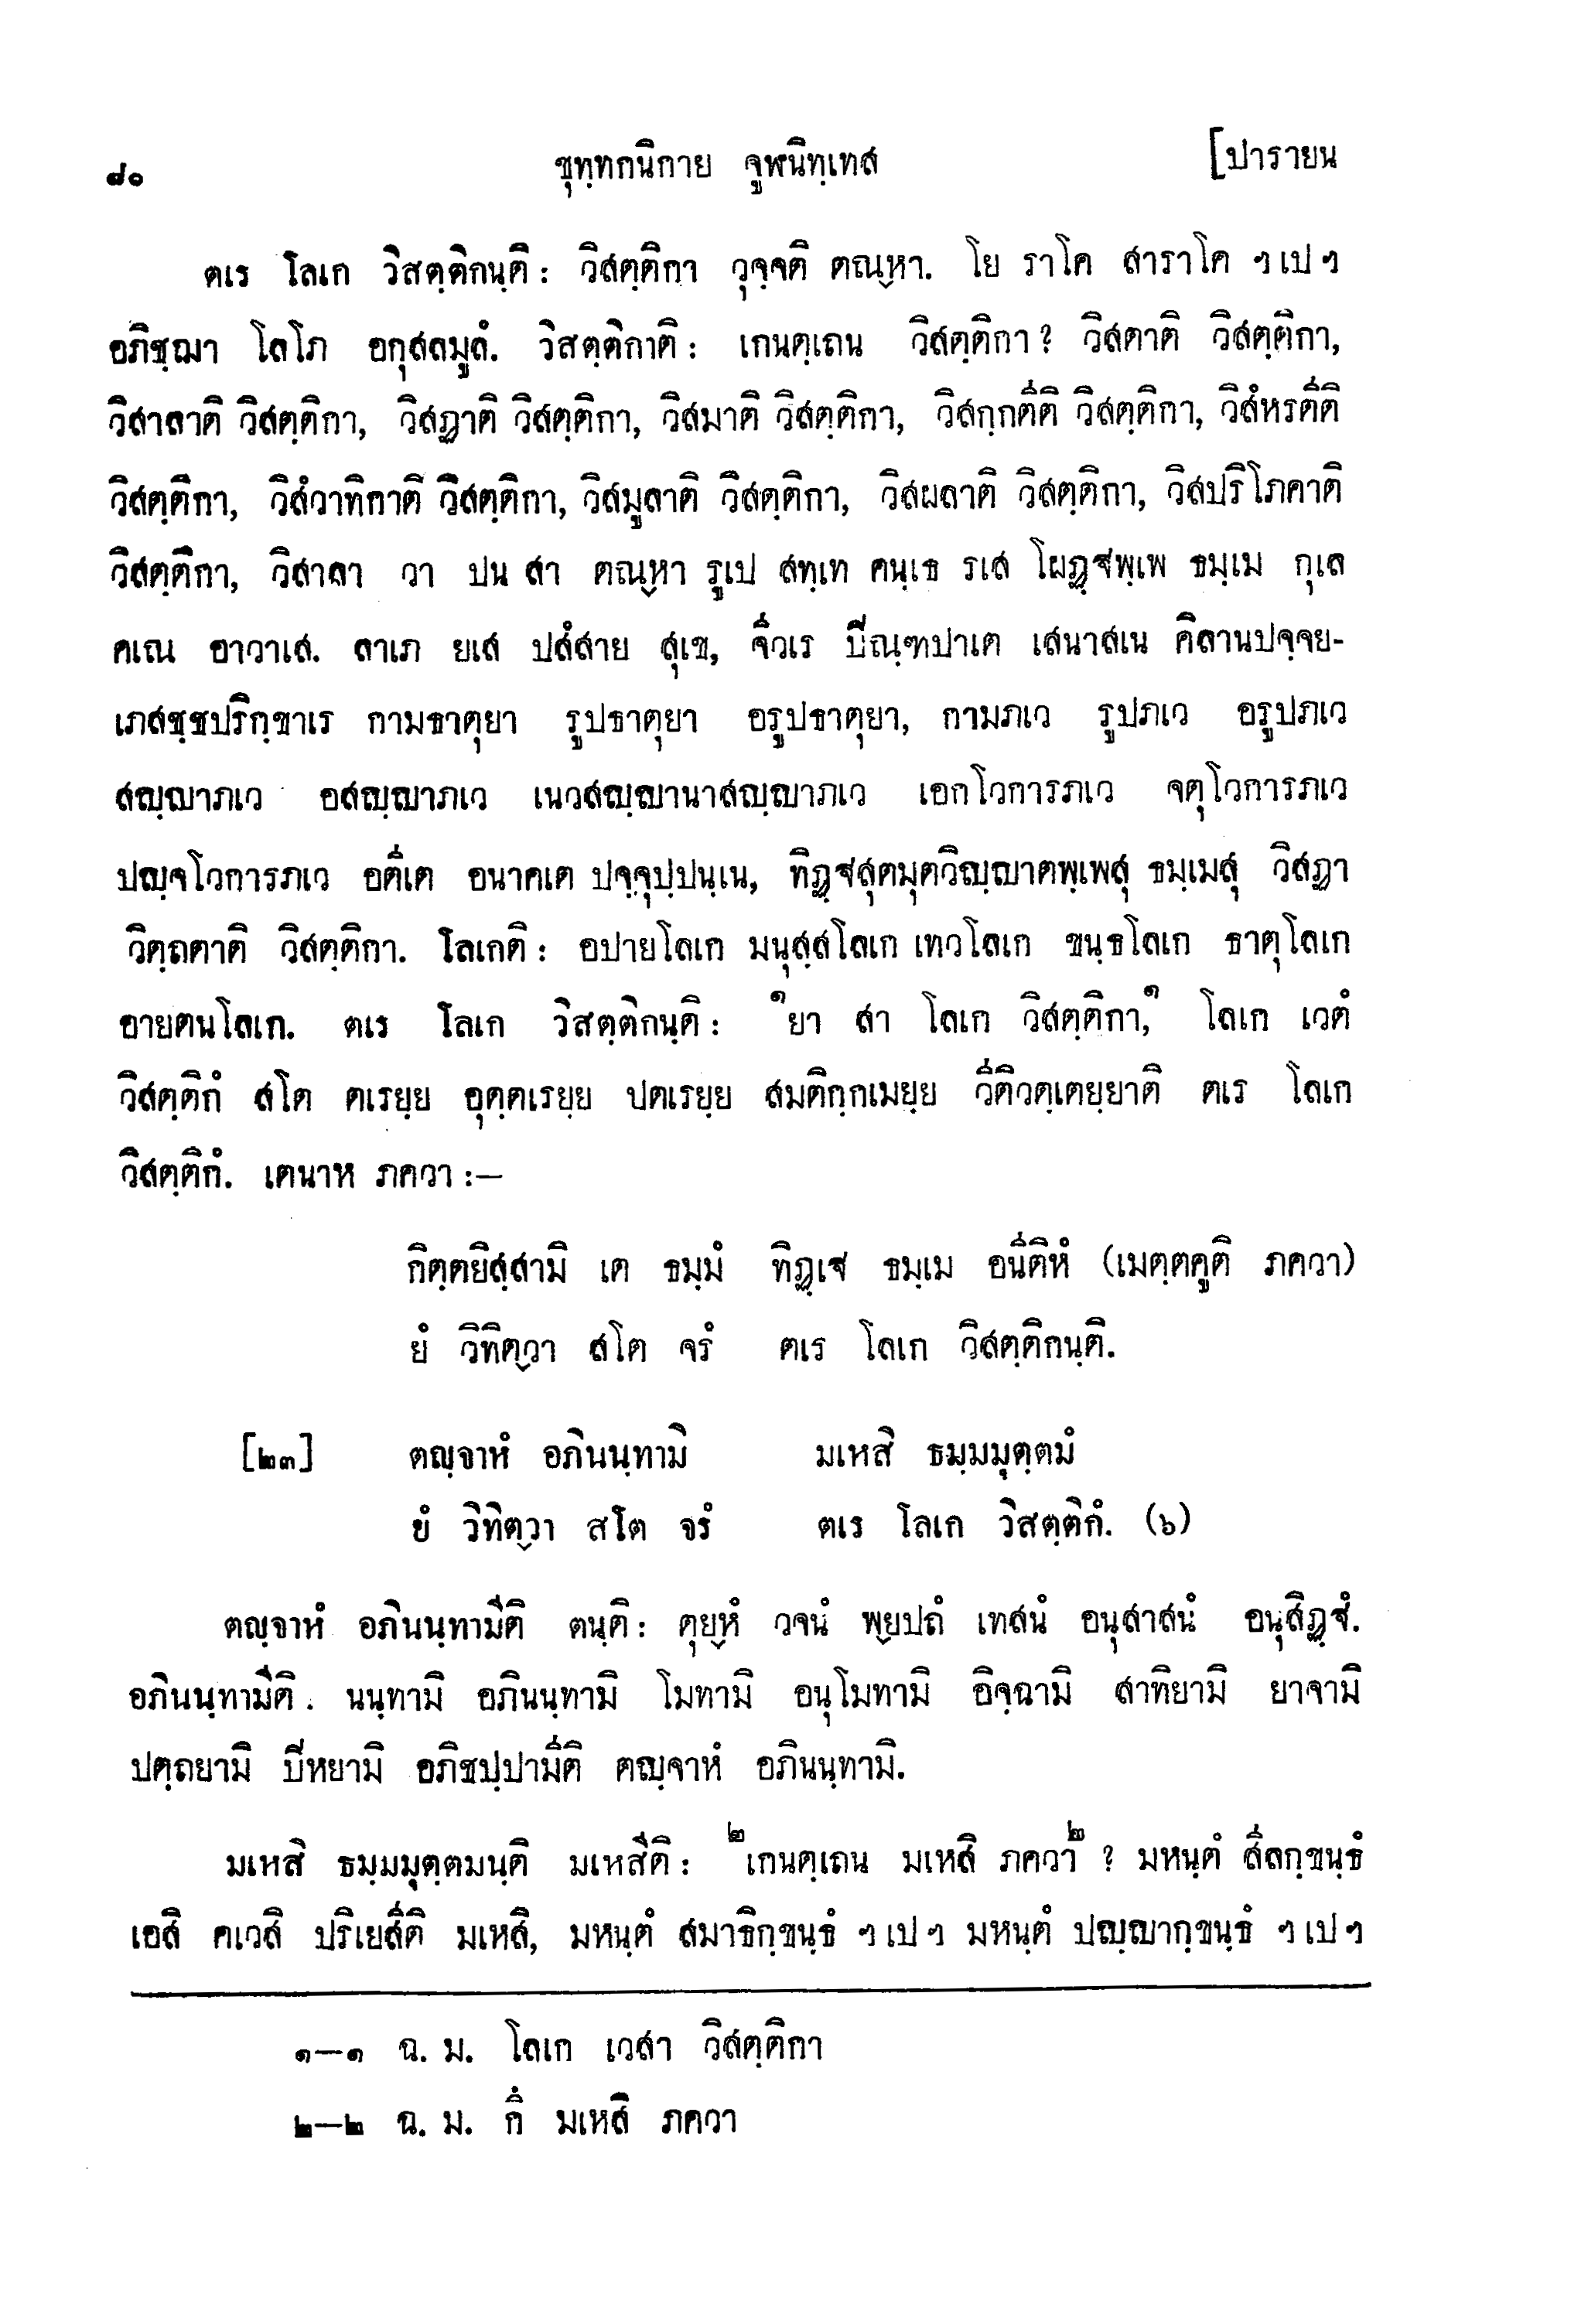 ๘๐ ขุทฺทกนิกาย จูฬนิทฺเทส [ปารายน
ตเร โลเก วิสตฺติกนฺติ : วิสตฺติกา วุจฺจติ ตณฺหา. โย ราโค สาราโค ฯ เป ฯ
อภิชฺฌา โลโภ อกุสลมูลํ. วิสตฺติกาติ : เกนตฺเถน วิสตฺติกา ? วิสตาติ วิสตฺติกา,
วิสาลาติ วิสตฺติกา, วิสฏาติ วิสตฺติกา, วิสมาติ วิสตฺติกา, วิสกฺกตีติ วิสตฺติกา, วิสํหรตีติ
วิสตฺติกา, วิสํวาทิกาติ วิสตฺติกา, วิสมูลาติ วิสตฺติกา, วิสผลาติ วิสตฺติกา, วิสปริโภคาติ
วิสตฺติกา, วิสาลา วา ปน สา ตณฺหา รูเป สทฺเท คนฺเธ รเส โผฏฺฐพฺเพ ธมฺเม กุเล
คเณ อาวาเส. ลาเภ ยเส ปสํสาย สุเข, จีวเร ปิณฺฑปาเต เสนาสเน คิลานปจฺจย-
เภสชฺชปริกฺขาเร กามธาตุยา รูปธาตุยา อรูปธาตุยา, กามภเว รูปภเว อรูปภเว
สญฺญาภเว อสญฺญาภเว เนวสญฺญานาสญฺญาภเว เอกโวการภเว จตุโวการภเว
ปญฺจโวการภเว อตีเต อนาคเต ปจฺจุปฺปนฺเน, ทิฏฺฐสุตมุตวิญฺญาตพฺเพสุ ธมฺเมสุ วิสฏา
วิตฺถตาติ วิสตฺติกา. โลเกติ : อปายโลเก มนุสฺสโลเก เทวโลเก ขนฺธโลเก ธาตุโลเก
อายตนโลเก. ตเร โลเก วิสตฺติกนฺติ : ๑ยา สา โลเก วิสตฺติกา,๑ โลเก เวตํ
วิสตฺติกํ สโต ตเรยฺย อุตฺตเรยฺย ปตเรยฺย สมติกฺกเมยฺย วีติวตฺเตยฺยาติ ตเร โลเก
วิสตฺติกํ. เตนาห ภควา :—
กิตฺตยิสฺสามิ เต ธมฺมํ ทิฏฺเฐ ธมฺเม อนีติหํ (เมตฺตคูติ ภควา)
ยํ วิทิตฺวา สโต จรํ ตเร โลเก วิสตฺติกนฺติ.
[๒๓] ตญฺจาหํ อภินนฺทามิ มเหสิ ธมฺมมุตฺตมํ
ยํ วิทิตฺวา สโต จรํ ตเร โลเก วิสตฺติกํ. (๖)
ตญฺจาหํ อภินนฺทามีติ ตนฺติ : ตุยฺหํ วจนํ พฺยปถํ เทสนํ อนุสาสนํ อนุสิฏฺฐํ.
อภินนฺทามีติ . นนฺทามิ อภินนฺทามิ โมทามิ อนุโมทามิ อิจฺฉามิ สาทิยามิ ยาจามิ
ปตฺถยามิ ปิหยามิ อภิชปฺปามีติ ตญฺจาหํ อภินนฺทามิ.
มเหสิ ธมฺมมุตฺตมนฺติ มเหสีติ : ๒เกนตฺเถน มเหสิ ภควา๒ ? มหนฺตํ สีลกฺขนฺธํ
เอสิ คเวสิ ปริเยสีติ มเหสิ, มหนฺตํ สมาธิกฺขนฺธํ ฯ เป ฯ มหนฺตํ ปญฺญากฺขนฺธํ ฯ เป ฯ
๑—๑ ฉ. ม. โลเก เวสา วิสตฺติกา
๒—๒ ฉ. ม. กึ มเหสิ ภควา